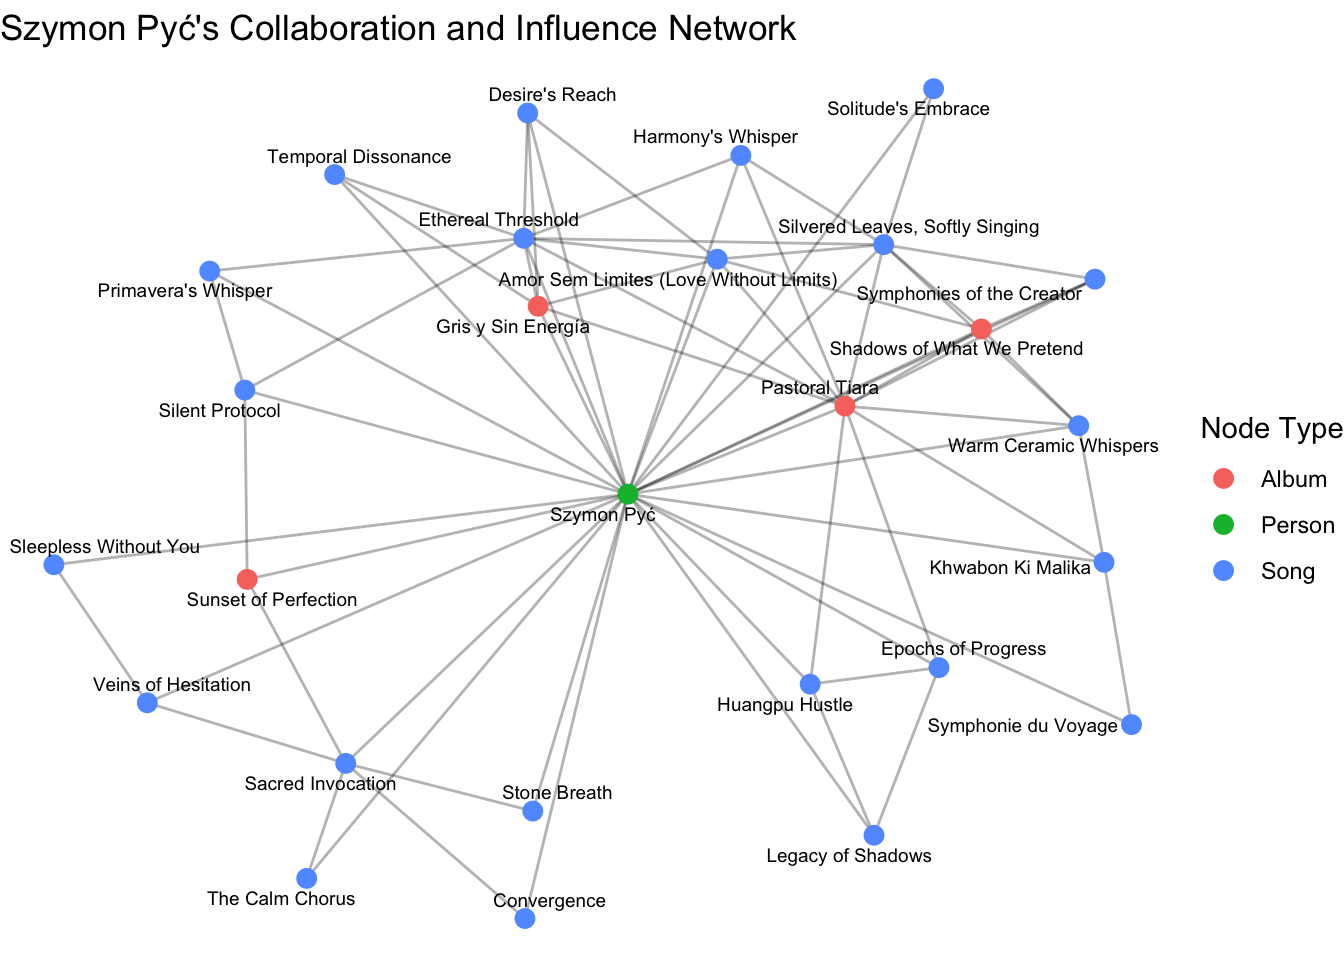 Szymon Pyć's Collaboration and Influence Network
Desire's Reach
Solitude's Embrace
Harmony's Whisper
Temporal Dissonance
Ethereal Threshold
Silvered Leaves, Softly Singing
Amor Sem Limites (Love Without Limits)
Primavera's Whisper
Symphonies of the Creator
Gris y Sin Energía
Shadows of What We Pretend
Pastoral Tiara
Silent Protocol
Warm Ceramic Whispers
Szymon Pyć
Sleepless Without You
Khwabon Ki Malika
Sunset of Perfection
Epochs of Progress
Veins of Hesitation
Huangpu Hustle
Symphonie du Voyage
Sacred Invocation
Stone Breath
Legacy of Shadows
The Calm Chorus
Convergence
Node Type
Album
Person
Song